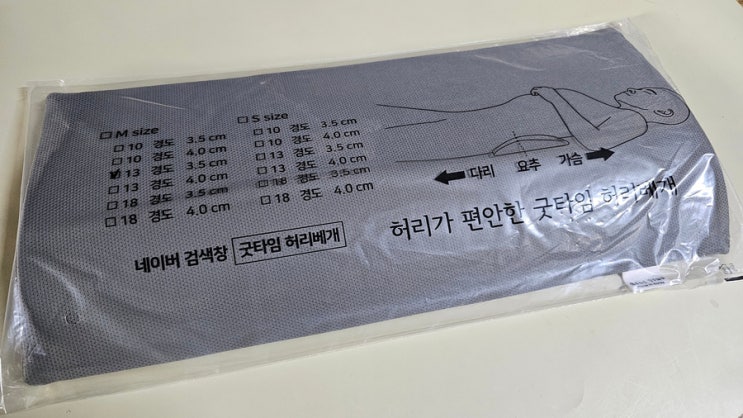 ☐ M size
☐ 10 경도 3.5 cm
☐ 10 경도 4.0 cm
☑ 13 경도 3.5 cm
☐ 13 경도 4.0 cm
☐ 18 경도 3.5 cm
☐ 18 경도 4.0 cm
☐ S size
☐ 10 경도 3.5 cm
☐ 10 경도 4.0 cm
☐ 13 경도 3.5 cm
☐ 13 경도 4.0 cm
☐ 18 경도 3.5 cm
☐ 18 경도 4.0 cm
다리 요추 가슴
허리가 편안한 굿타임 허리베개
네이버 검색창 굿타임 허리베개